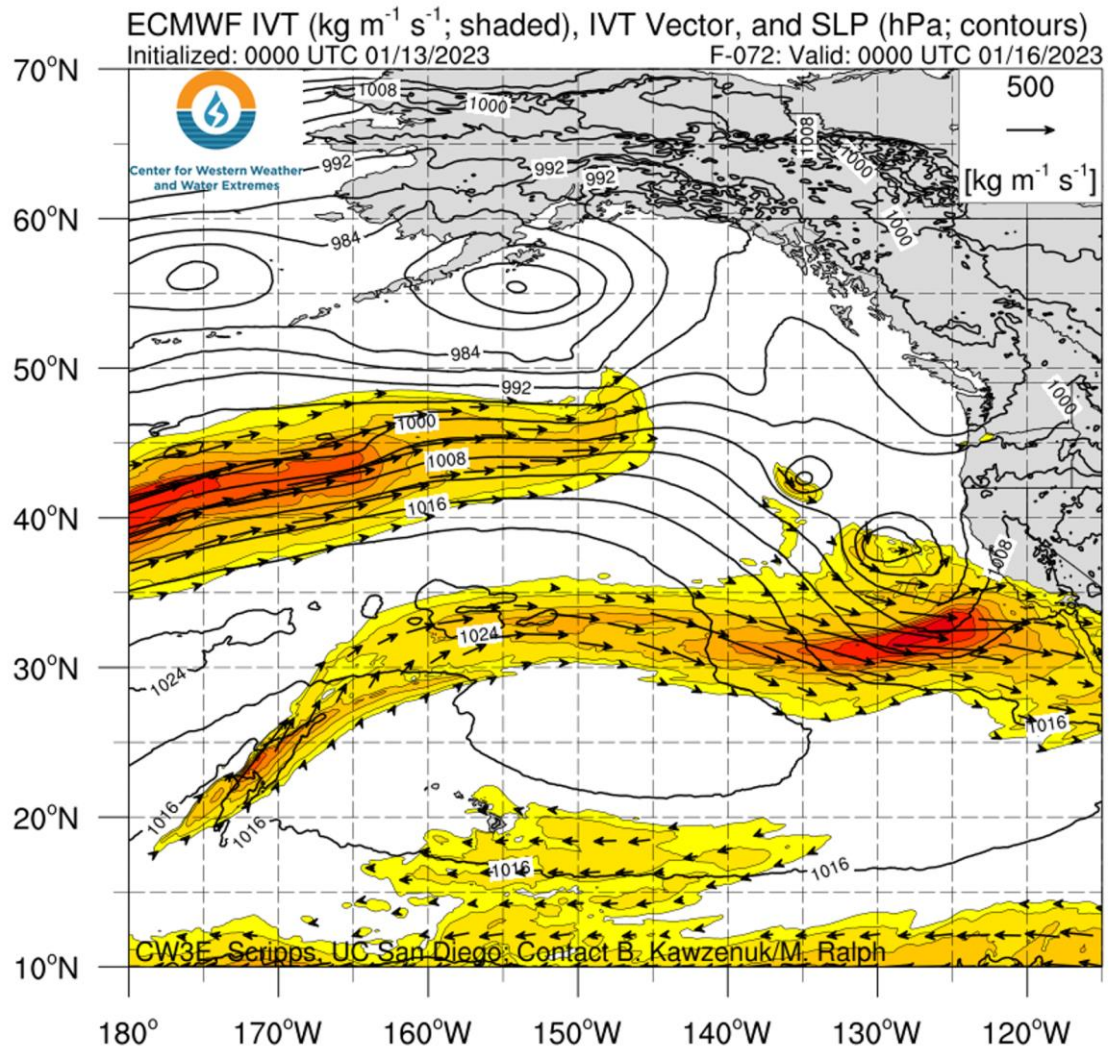 ECMWF IVT (kg m⁻¹ s⁻¹; shaded), IVT Vector, and SLP (hPa; contours)
Initialized: 0000 UTC 01/13/2023 F-072: Valid: 0000 UTC 01/16/2023
70°N
1008
1000
1008
1000
500
[kg m⁻¹ s⁻¹]
Center for Western Weather
and Water Extremes
992
992
992
60°N
984
1000
50°N
984
992
1000
1000
1008
1016
40°N
1008
1024
30°N
1024
1016
1016
1016
20°N
1016
1016
CW3E, Scripps, UC San Diego; Contact B. Kawzenuk/M. Ralph
10°N
180° 170°W 160°W 150°W 140°W 130°W 120°W